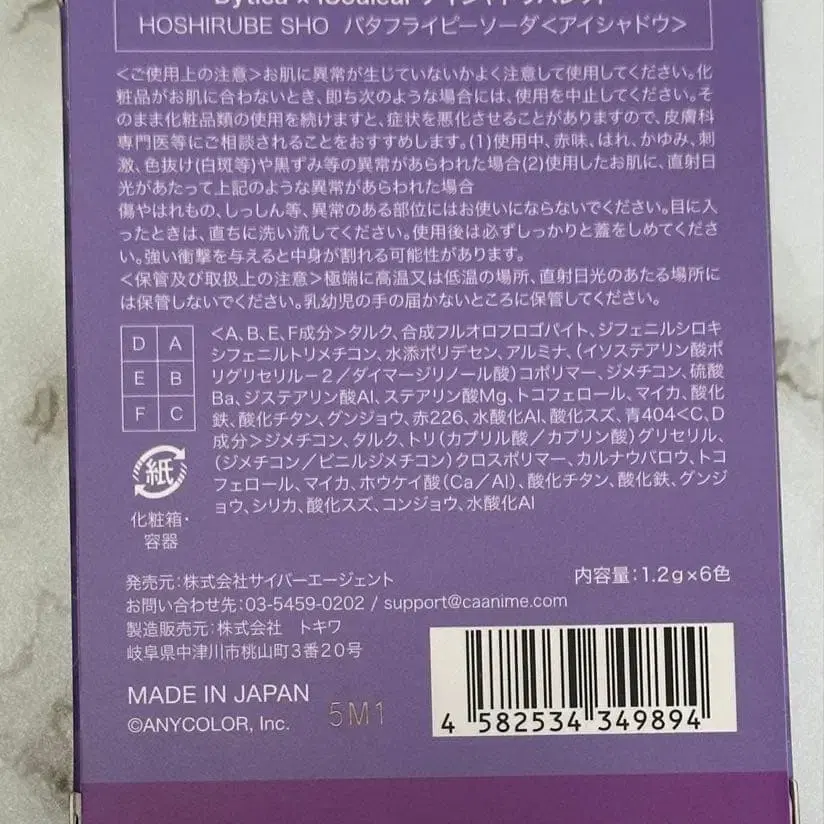 HOSHIRUBE SHO バタフライピーソーダ<アイシャドウ>
<ご使用上の注意>お肌に異常が生じていないかよく注意して使用してください。化
粧品がお肌に合わないとき、即ち次のような場合には、使用を中止してください。そ
のまま化粧品類の使用を続けますと、症状を悪化させることがありますので、皮膚科
専門医等にご相談されることをおすすめします。(1)使用中、赤味、はれ、かゆみ、刺
激、色抜け(白斑等)や黒ずみ等の異常があらわれた場合(2)使用したお肌に、直射日
光があたって上記のような異常があらわれた場合
傷やはれもの、しっしん等、異常のある部位にはお使いにならないでください。目に入
ったときは、直ちに洗い流してください。使用後は必ずしっかりと蓋をしめてくださ
い。強い衝撃を与えると中身が割れる可能性があります。
<保管及び取扱上の注意>極端に高温又は低温の場所、直射日光のあたる場所に
は保管しないでください。乳幼児の手の届かないところに保管してください。
D A
E B
F C
<A、B、E、F成分>タルク、合成フルオロフロゴパイト、ジフェニルシロキ
シフェニルトリメチコン、水添ポリデセン、アルミナ、(イソステアリン酸ポ
リグリセリル-2/ダイマージリノール酸)コポリマー、ジメチコン、硫酸
Ba、ジステアリン酸Al、ステアリン酸Mg、トコフェロール、マイカ、酸化
鉄、酸化チタン、グンジョウ、赤226、水酸化Al、酸化スズ、青404<C、D
成分>ジメチコン、タルク、トリ(カプリル酸/カプリン酸)グリセリル、
(ジメチコン/ビニルジメチコン)クロスポリマー、カルナウバロウ、トコ
フェロール、マイカ、ホウケイ酸(Ca/Al)、酸化チタン、酸化鉄、グンジ
ョウ、シリカ、酸化スズ、コンジョウ、水酸化Al
紙
化粧箱・
容器
発売元:株式会社サイバーエージェント
内容量:1.2g×6色
お問い合わせ先:03-5459-0202 / support@caanime.com
製造販売元:株式会社 トキワ
岐阜県中津川市桃山町3番20号
MADE IN JAPAN
©ANYCOLOR, Inc.
5M1
4 582534 349894